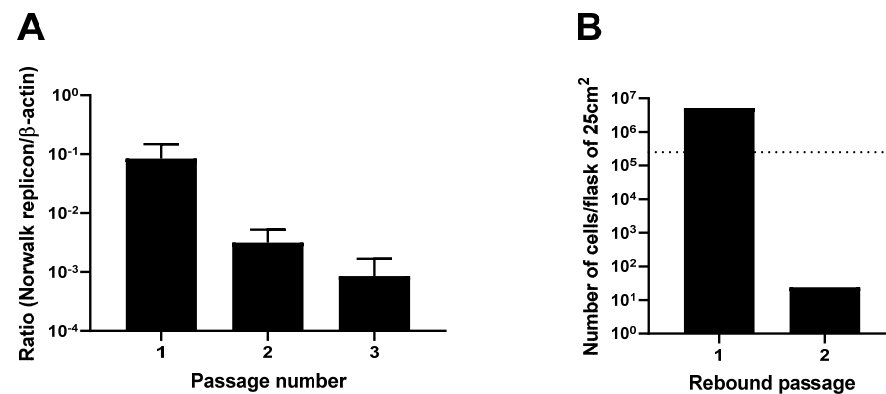 A
Ratio (Norwalk replicon/β-actin)
10⁰
10⁻¹
10⁻²
10⁻³
10⁻⁴
1 2 3
Passage number
B
Number of cells/flask of 25cm²
10⁷
10⁶
10⁵
10⁴
10³
10²
10¹
10⁰
1 2
Rebound passage